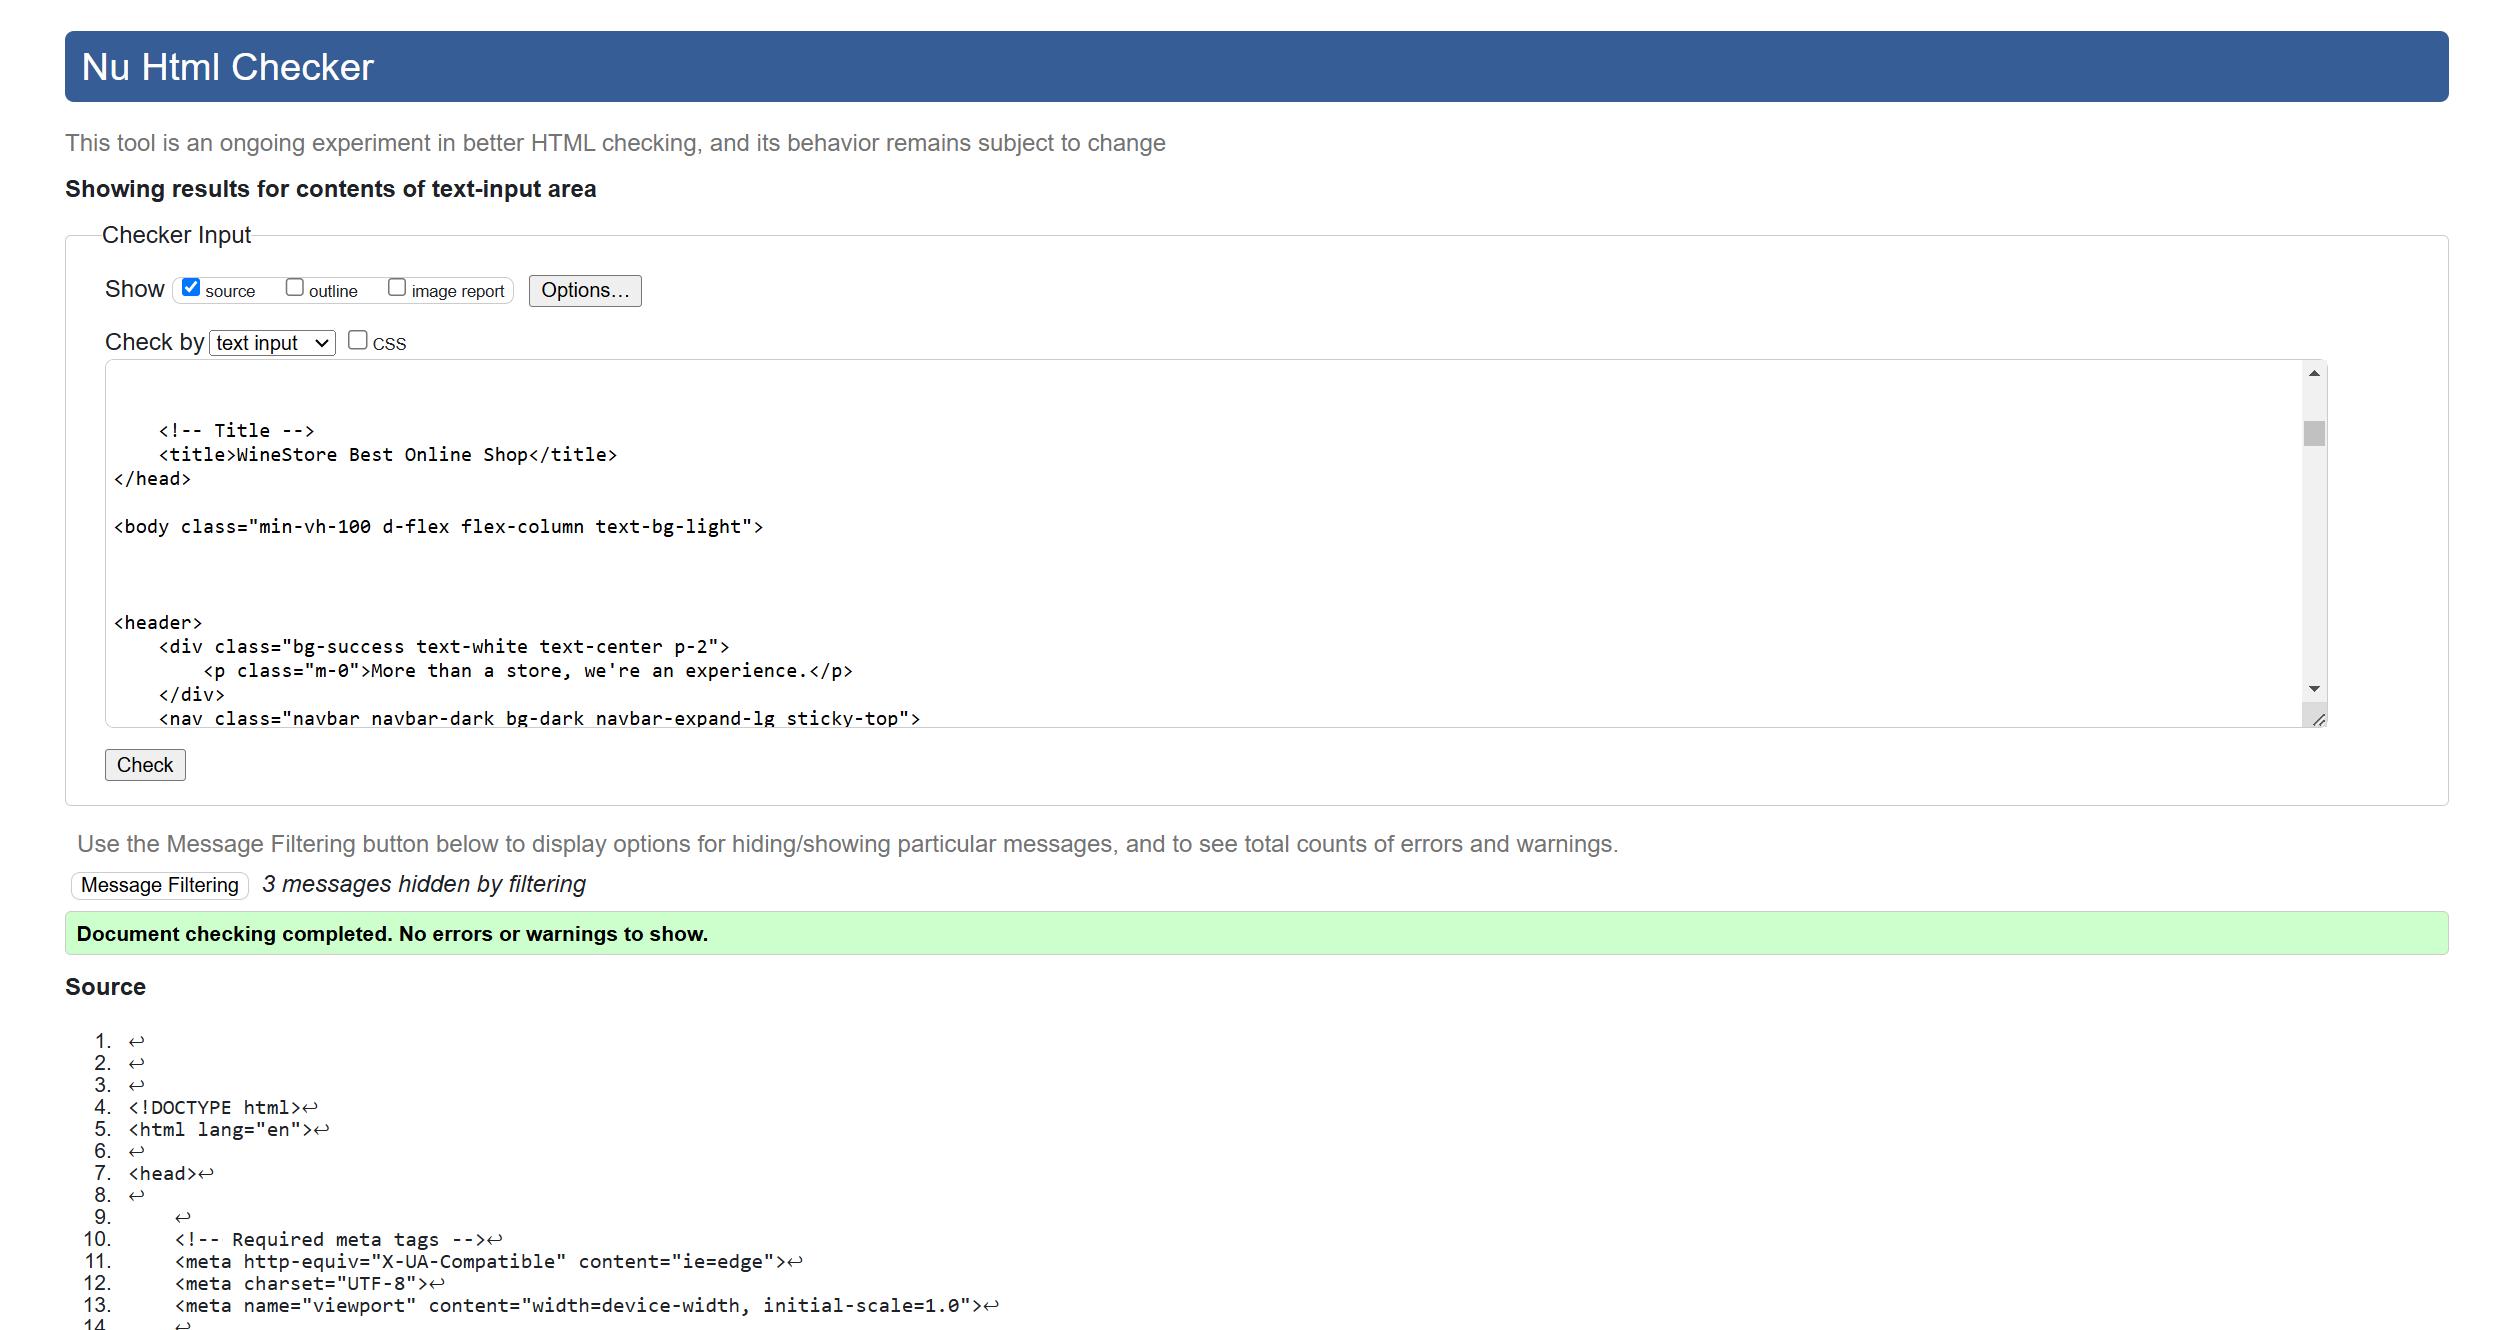 Nu Html Checker
This tool is an ongoing experiment in better HTML checking, and its behavior remains subject to change
Showing results for contents of text-input area
Checker Input
Show source outline image report Options...
Check by text input CSS
<!-- Title -->
<title>WineStore Best Online Shop</title>
</head>
<body class="min-vh-100 d-flex flex-column text-bg-light">
<header>
<div class="bg-success text-white text-center p-2">
<p class="m-0">More than a store, we're an experience.</p>
</div>
<nav class="navbar navbar-dark bg-dark navbar-expand-lg sticky-top">
Check
Use the Message Filtering button below to display options for hiding/showing particular messages, and to see total counts of errors and warnings.
Message Filtering 3 messages hidden by filtering
Document checking completed. No errors or warnings to show.
Source
1. ↩
2. ↩
3. ↩
4. <!DOCTYPE html>↩
5. <html lang="en">↩
6. ↩
7. <head>↩
8. ↩
9. ↩
10. <!-- Required meta tags -->↩
11. <meta http-equiv="X-UA-Compatible" content="ie=edge">↩
12. <meta charset="UTF-8">↩
13. <meta name="viewport" content="width=device-width, initial-scale=1.0">↩
14. ↩